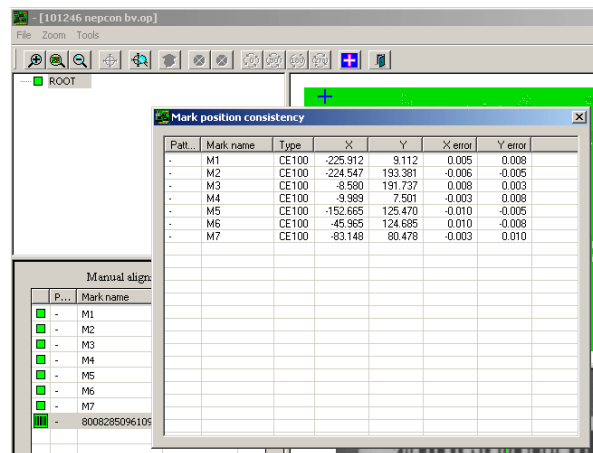 - [101246 nepcon bv.op]
File Zoom Tools
ROOT
Mark position consistency
Patt... Mark name Type X Y X error Y error
- M1 CE100 -225.912 9.112 0.005 0.008
- M2 CE100 -224.547 193.381 -0.006 -0.005
- M3 CE100 -8.580 191.737 0.008 0.003
- M4 CE100 -9.989 7.501 -0.003 0.008
- M5 CE100 -152.665 125.470 -0.010 -0.005
- M6 CE100 -45.965 124.685 0.010 -0.008
- M7 CE100 -83.148 80.478 -0.003 0.010
Manual align
P... Mark name
- M1
- M2
- M3
- M4
- M5
- M6
- M7
- 8008285096109